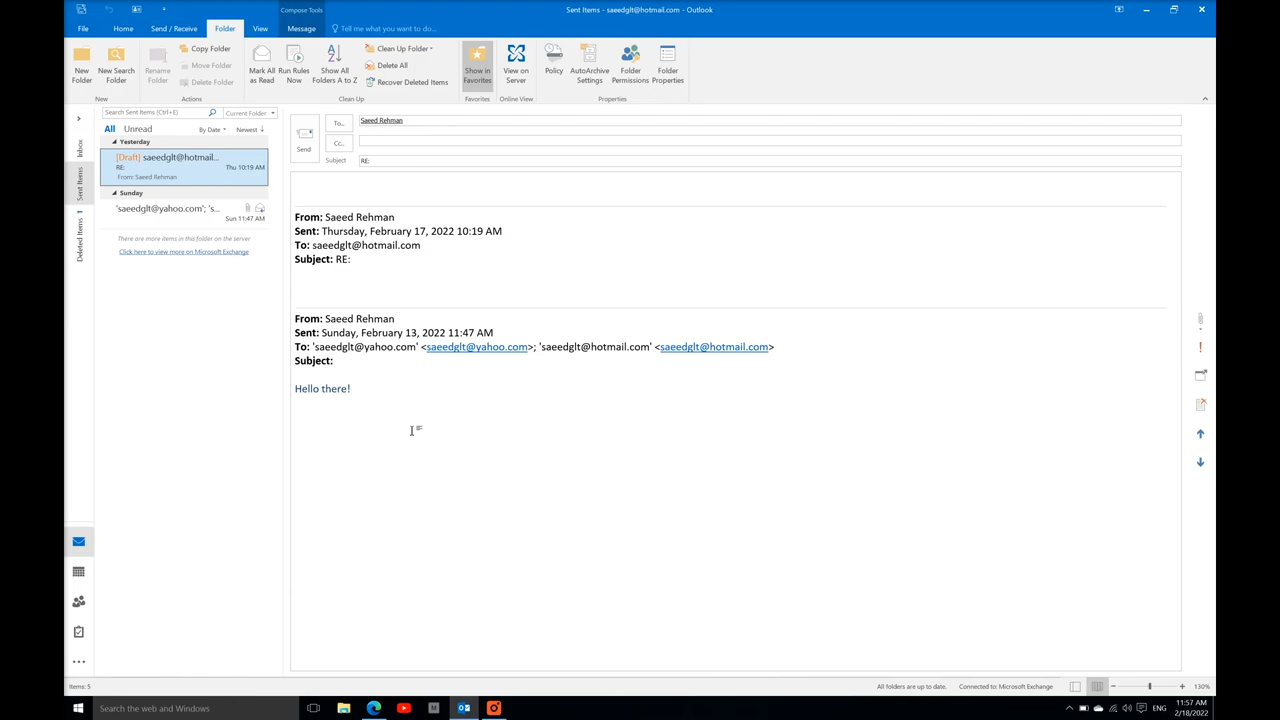 Compose Tools
Sent Items - saeedglt@hotmail.com - Outlook
File Home Send / Receive Folder View Message Tell me what you want to do...
New Folder
New Search Folder
New
Rename Folder
Copy Folder
Move Folder
Delete Folder
Actions
Mark All as Read
Run Rules Now
Show All Folders A to Z
Clean Up Folder
Delete All
Recover Deleted Items
Clean Up
Show in Favorites
Favorites
View on Server
Online View
Policy
AutoArchive Settings
Folder Permissions
Folder Properties
Properties
Inbox
Sent Items
Deleted Items 1
Search Sent Items (Ctrl+E) Current Folder
All Unread By Date Newest
Yesterday
[Draft] saeedglt@hotmail...
RE: Thu 10:19 AM
From: Saeed Rehman
Sunday
'saeedglt@yahoo.com'; 's...
Sun 11:47 AM
There are more items in this folder on the server
Click here to view more on Microsoft Exchange
Send
To... Saeed Rehman
Cc...
Subject RE:
From: Saeed Rehman
Sent: Thursday, February 17, 2022 10:19 AM
To: saeedglt@hotmail.com
Subject: RE:
From: Saeed Rehman
Sent: Sunday, February 13, 2022 11:47 AM
To: 'saeedglt@yahoo.com' <saeedglt@yahoo.com>; 'saeedglt@hotmail.com' <saeedglt@hotmail.com>
Subject:
Hello there!
Items: 5 All folders are up to date. Connected to: Microsoft Exchange 130%
Search the web and Windows
ENG
11:57 AM
2/18/2022